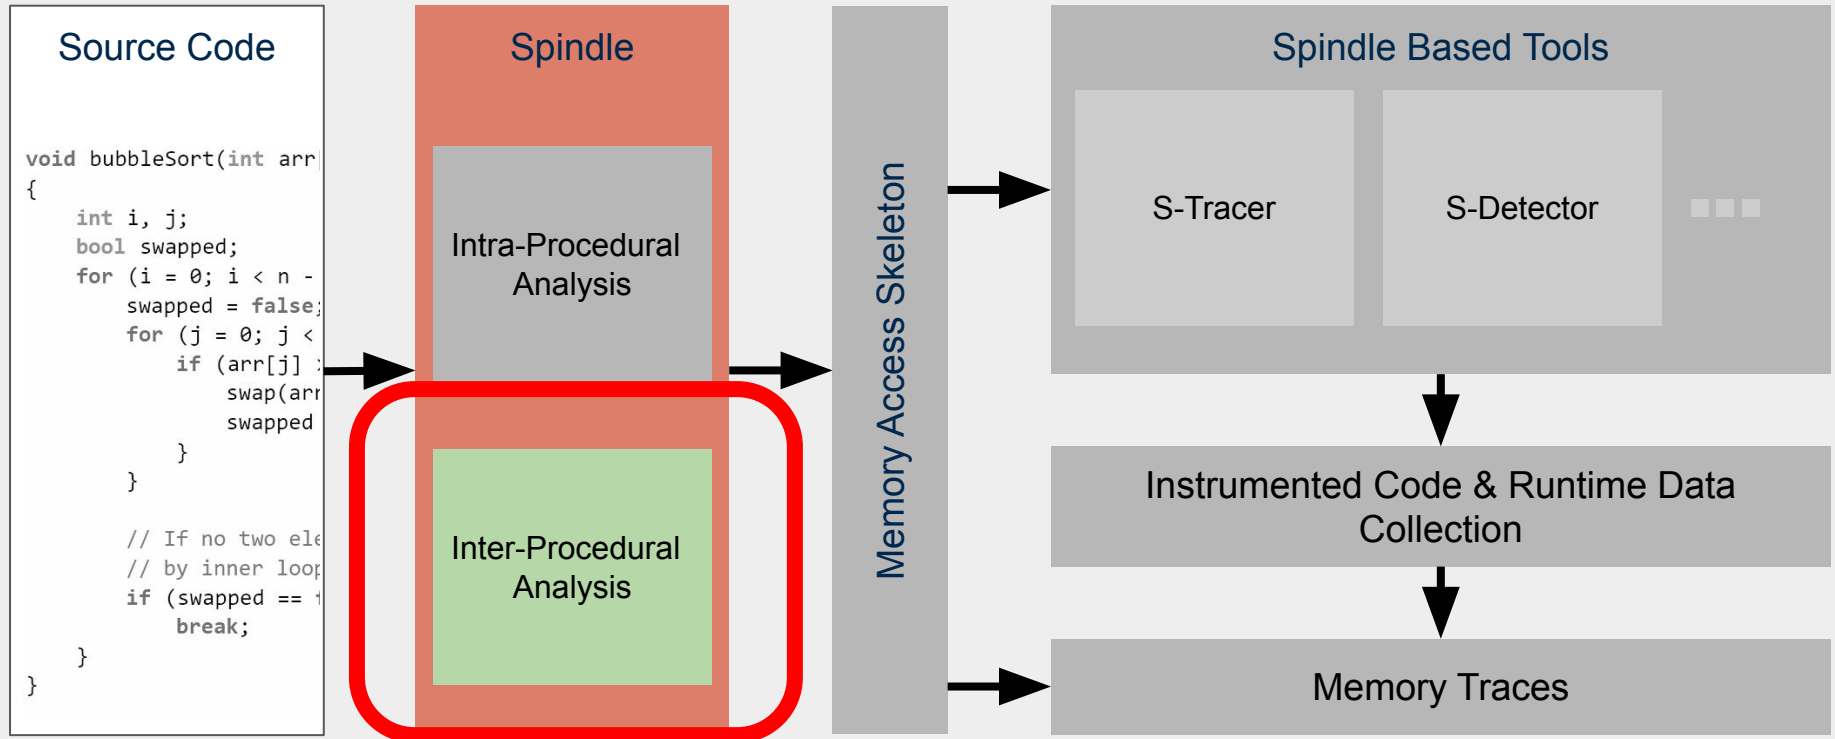 Source Code
void bubbleSort(int arr
{
int i, j;
bool swapped;
for (i = 0; i < n -
swapped = false;
for (j = 0; j <
if (arr[j]
swap(arr
swapped
}
}
// If no two ele
// by inner loop
if (swapped ==
break;
}
}
Spindle
Intra-Procedural
Analysis
Inter-Procedural
Analysis
Memory Access Skeleton
Spindle Based Tools
S-Tracer
S-Detector
Instrumented Code & Runtime Data
Collection
Memory Traces